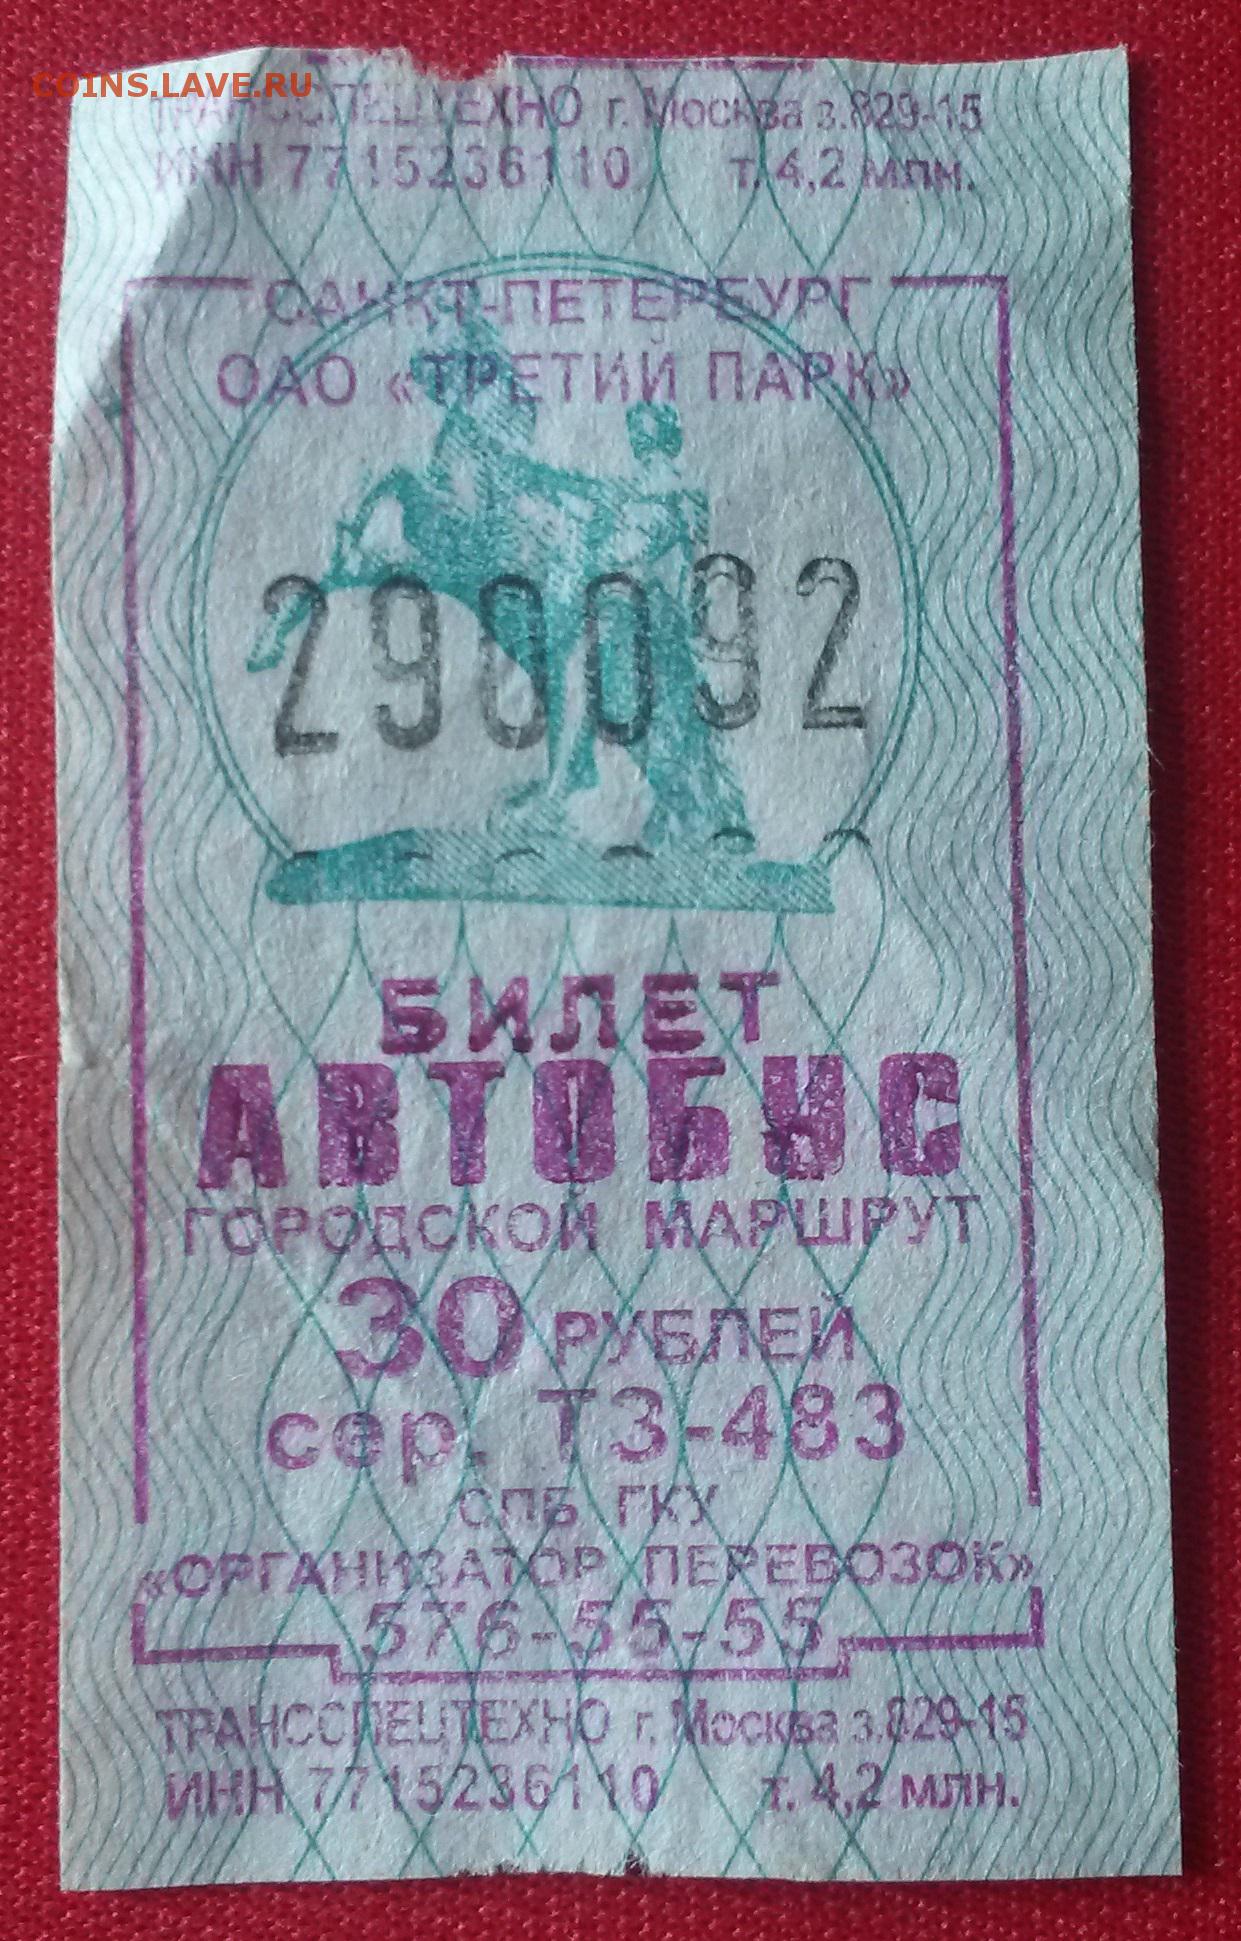 COINS.LAVE.RU
ТРАНССПЕЦТЕХНО г. Москва з.829-15
ИНН 7715236110 т. 4,2 млн.
САНКТ-ПЕТЕРБУРГ
ОАО «ТРЕТИЙ ПАРК»
290092
БИЛЕТ
АВТОБУС
ГОРОДСКОЙ МАРШРУТ
30 РУБЛЕЙ
сер. ТЗ-483
СПБ ГКУ
«ОРГАНИЗАТОР ПЕРЕВОЗОК»
576-55-55
ТРАНССПЕЦТЕХНО г. Москва з.829-15
ИНН 7715236110 т. 4,2 млн.